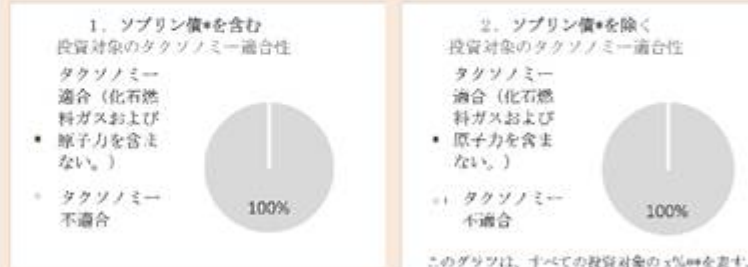 1. ソブリン債*を含む
投資対象のタクソノミー適合性
タクソノミー
適合（化石燃
料ガスおよび
原子力を含ま
ない。）
タクソノミー
不適合
100%
2. ソブリン債*を除く
投資対象のタクソノミー適合性
タクソノミー
適合（化石燃
料ガスおよび
原子力を含ま
ない。）
タクソノミー
不適合
100%
このグラフは、すべての投資対象の x%**を表す。